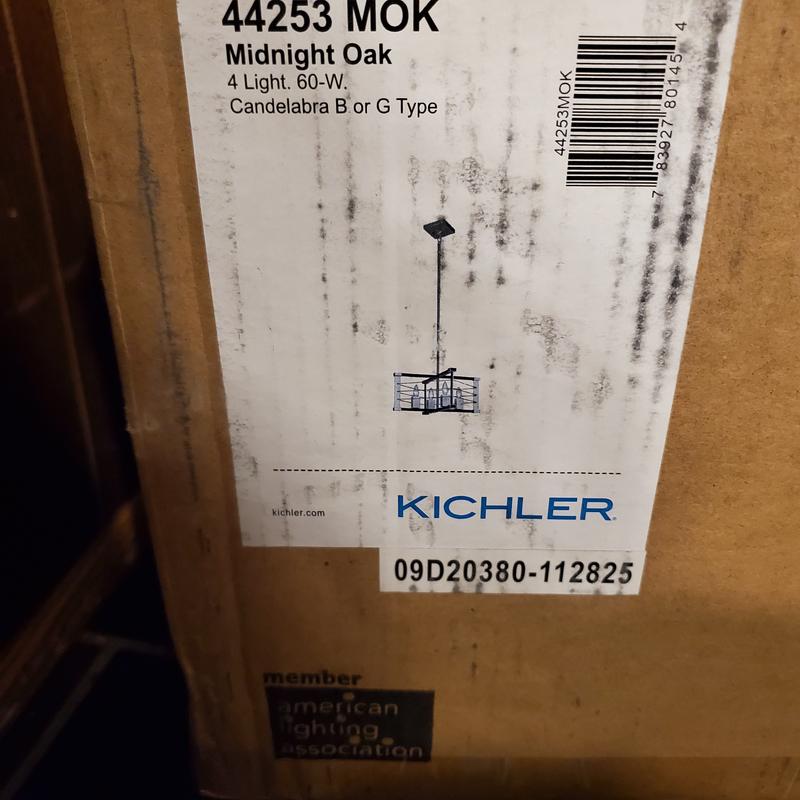 44253 MOK
Midnight Oak
4 Light. 60-W.
Candelabra B or G Type
44253MOK
7 83927 80145 4
kichler.com
KICHLER®
09D20380-112825
member
american
lighting
association